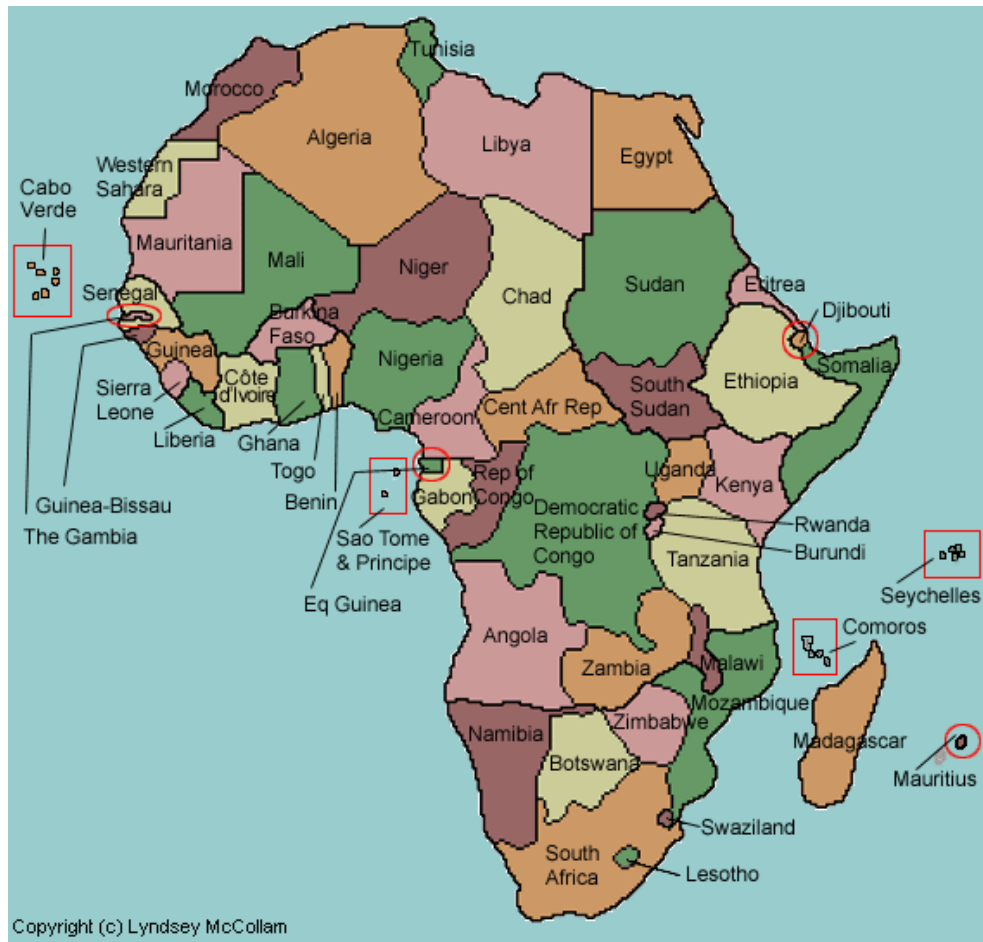 Tunisia
Morocco
Algeria
Libya
Egypt
Western
Sahara
Cabo
Verde
Mauritania
Mali
Niger
Chad
Sudan
Eritrea
Djibouti
Senegal
Burkina
Faso
Nigeria
Guinea
Côte
d'Ivoire
Sierra
Leone
Liberia
Ghana
Togo
Benin
Cameroon
Cent Afr Rep
South
Sudan
Ethiopia
Somalia
Guinea-Bissau
The Gambia
Sao Tome
& Principe
Eq Guinea
Gabon
Rep of
Congo
Democratic
Republic of
Congo
Uganda
Kenya
Rwanda
Burundi
Tanzania
Seychelles
Comoros
Angola
Zambia
Malawi
Mozambique
Zimbabwe
Namibia
Botswana
Madagascar
Mauritius
Swaziland
South
Africa
Lesotho
Copyright (c) Lyndsey McCollam